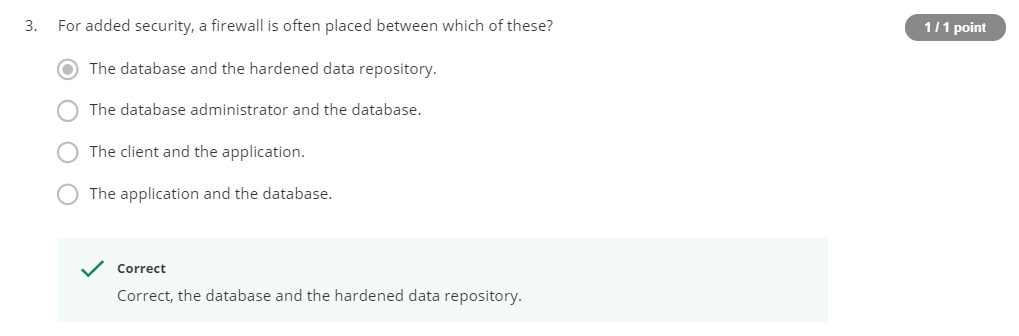 3. For added security, a firewall is often placed between which of these?
1 / 1 point
The database and the hardened data repository.
The database administrator and the database.
The client and the application.
The application and the database.
Correct
Correct, the database and the hardened data repository.